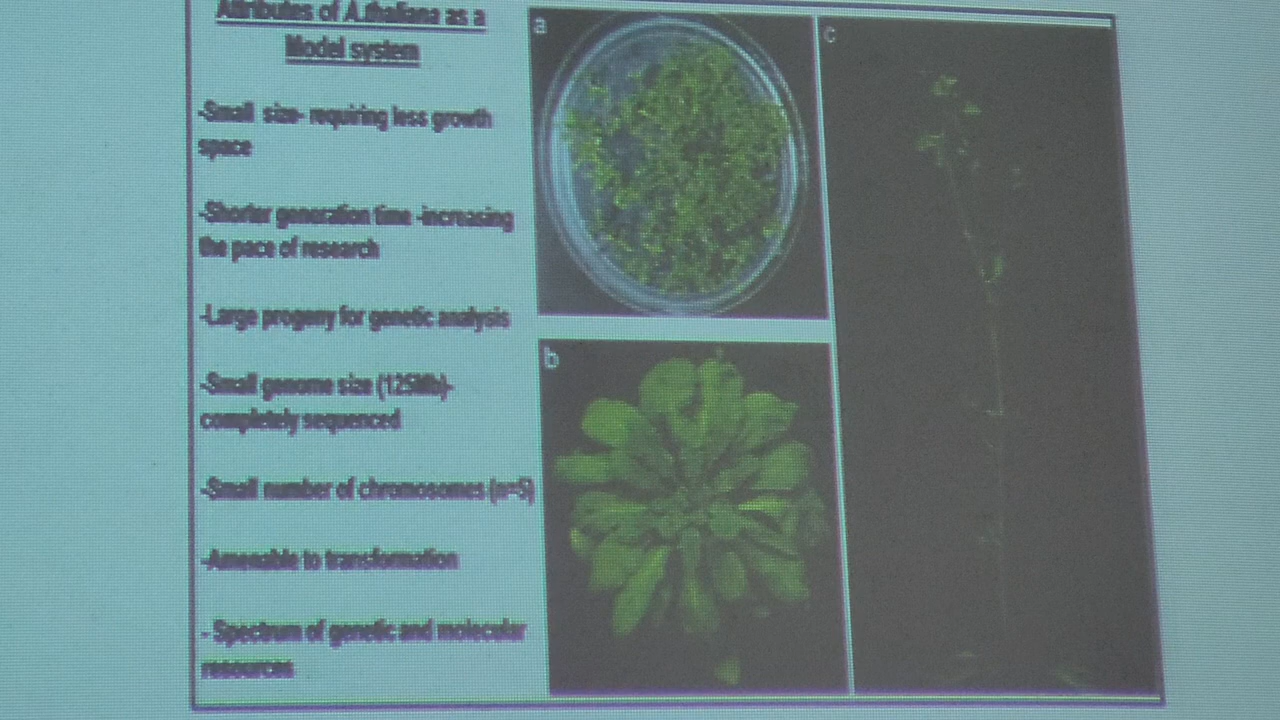 Attributes of A.thaliana as a
Model system
-Small size- requiring less growth
space
-Shorter generation time -increasing
the pace of research
-Large progeny for genetic analysis
-Small genome size (125Mb)-
completely sequenced
-Small number of chromosomes (n=5)
-Amenable to transformation
- Spectrum of genetic and molecular
resources
a
b
c